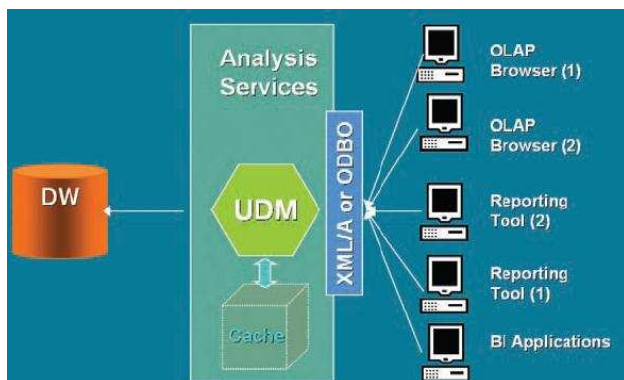 Analysis
Services
DW
UDM
Cache
XML/A or ODBO
OLAP
Browser (1)
OLAP
Browser (2)
Reporting
Tool (2)
Reporting
Tool (1)
BI Applications